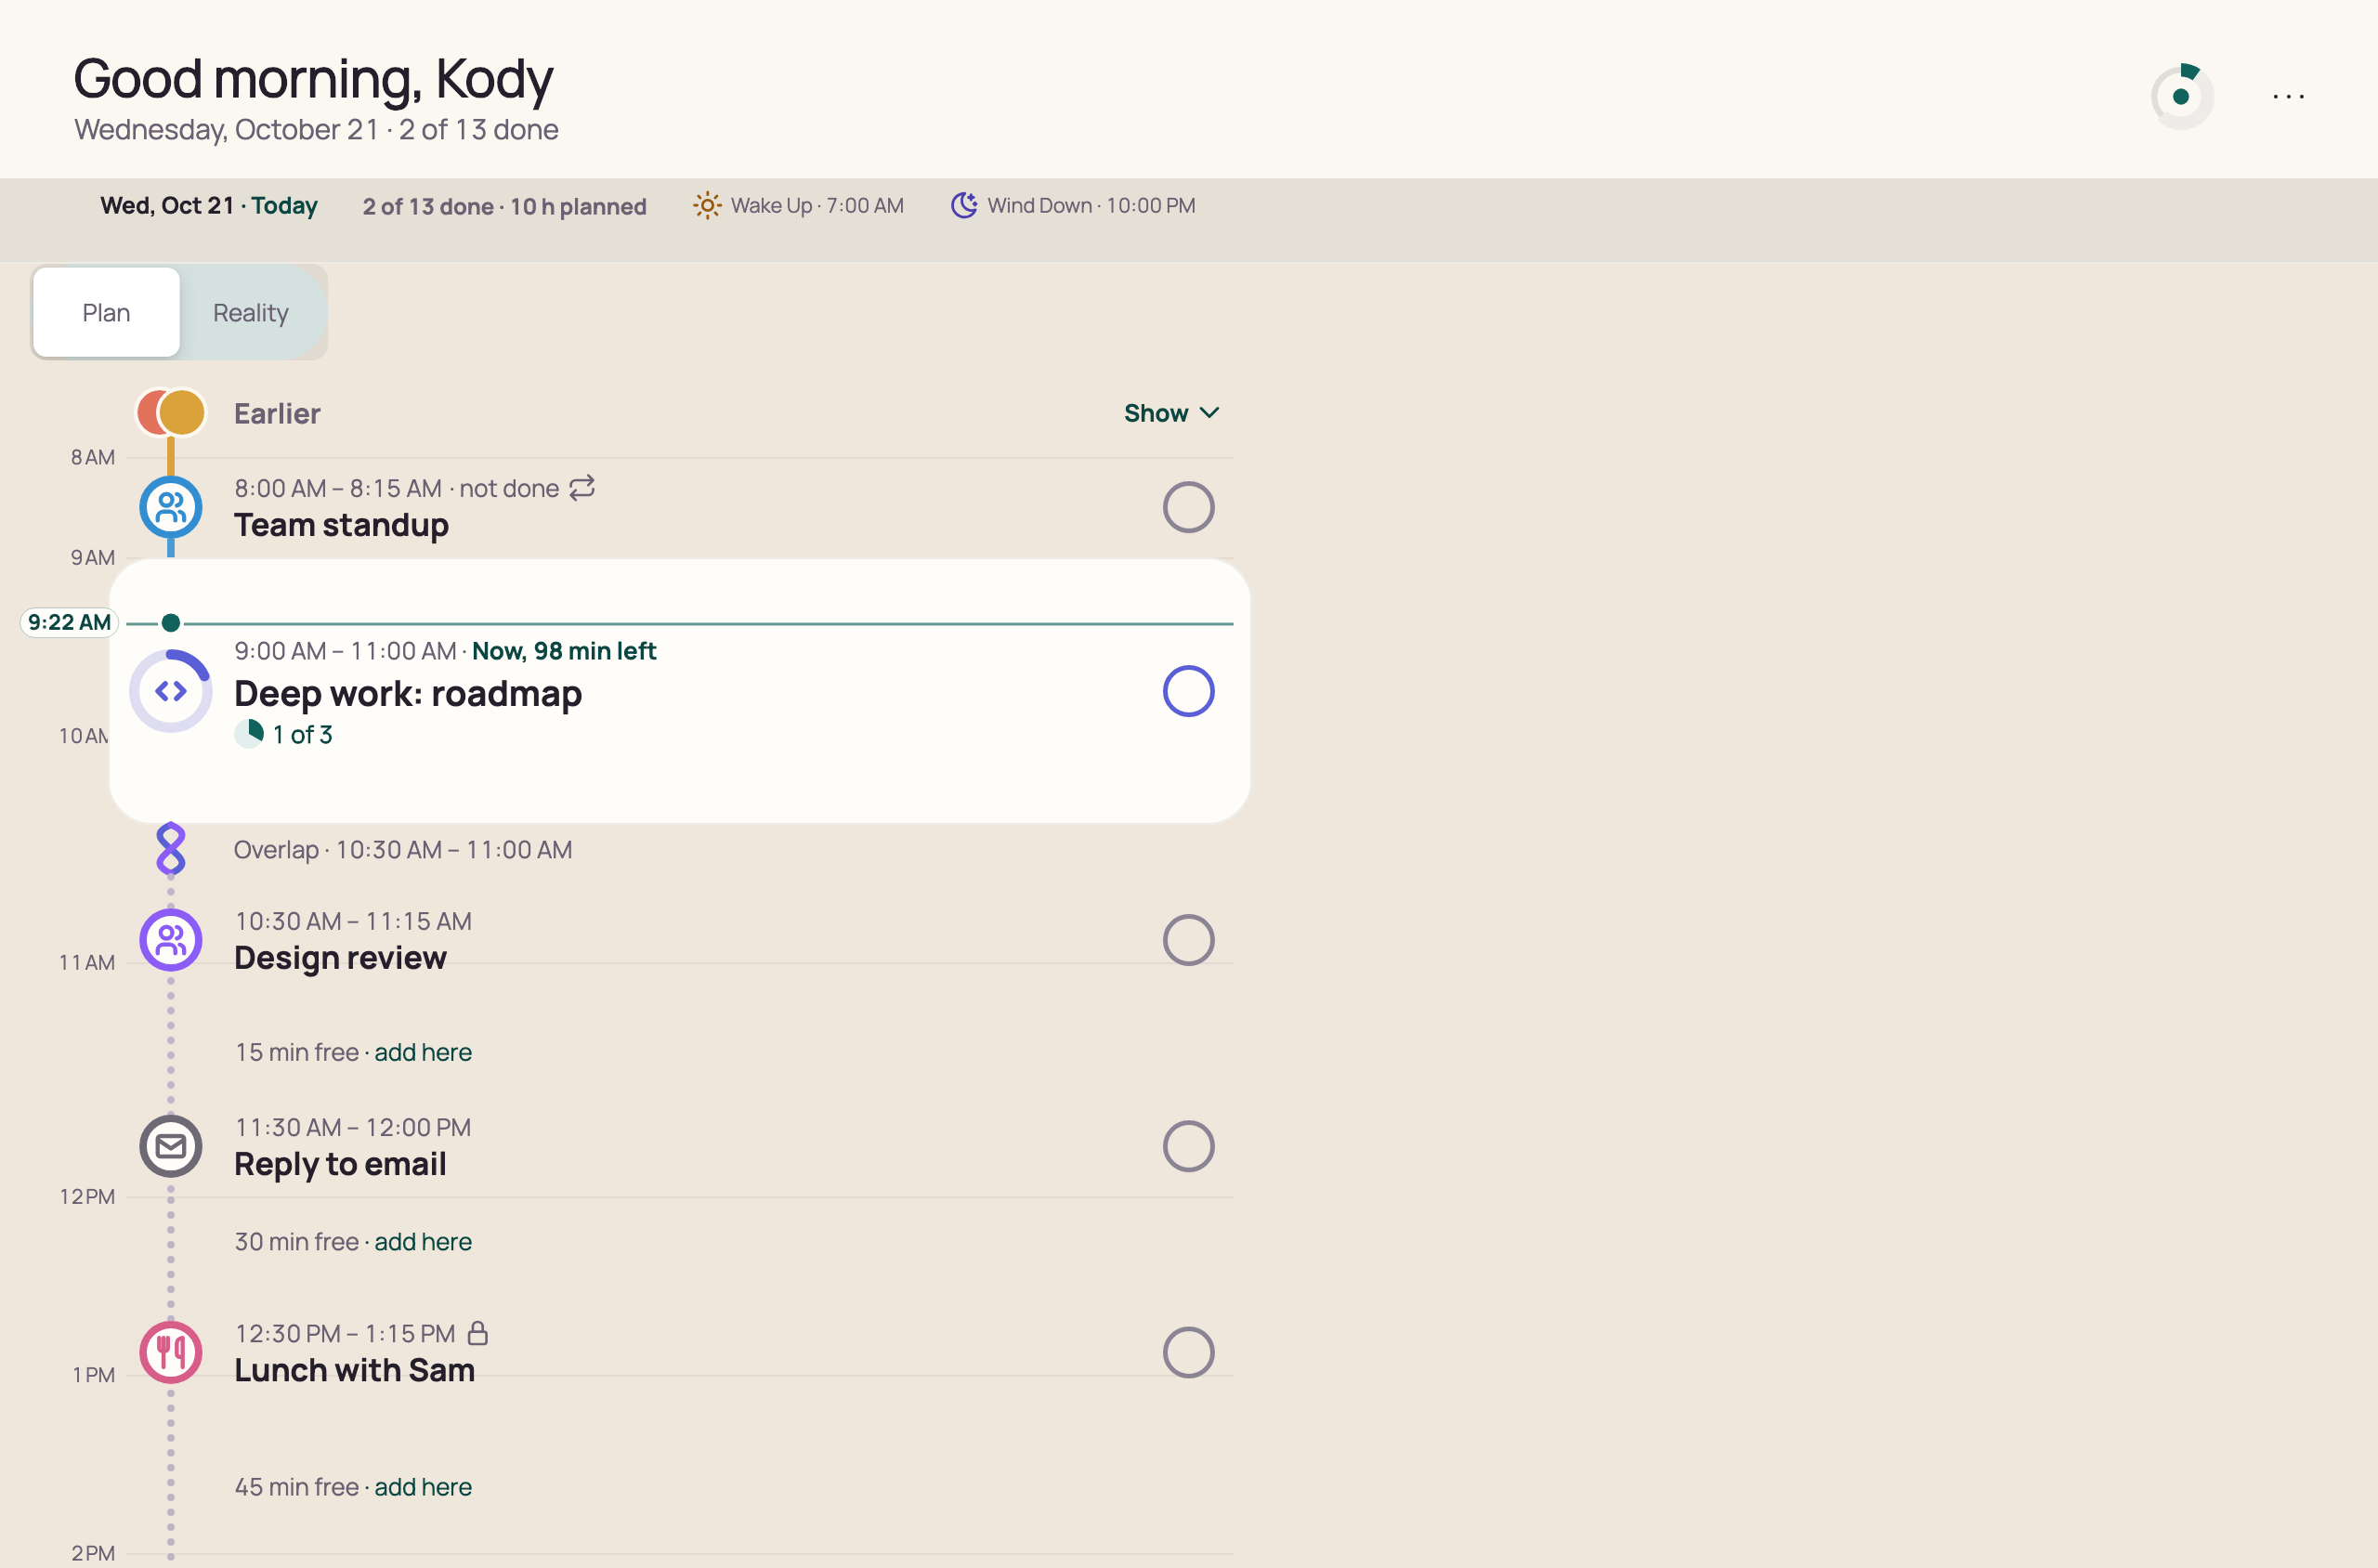 Good morning, Kody
Wednesday, October 21 · 2 of 13 done
···
Wed, Oct 21 · Today
2 of 13 done · 10 h planned
Wake Up · 7:00 AM
Wind Down · 10:00 PM
Plan
Reality
Earlier
Show
8 AM
8:00 AM – 8:15 AM · not done
Team standup
9 AM
9:22 AM
9:00 AM – 11:00 AM · Now, 98 min left
Deep work: roadmap
1 of 3
10 AM
Overlap · 10:30 AM – 11:00 AM
10:30 AM – 11:15 AM
Design review
11 AM
15 min free · add here
11:30 AM – 12:00 PM
Reply to email
12 PM
30 min free · add here
12:30 PM – 1:15 PM
Lunch with Sam
1 PM
45 min free · add here
2 PM